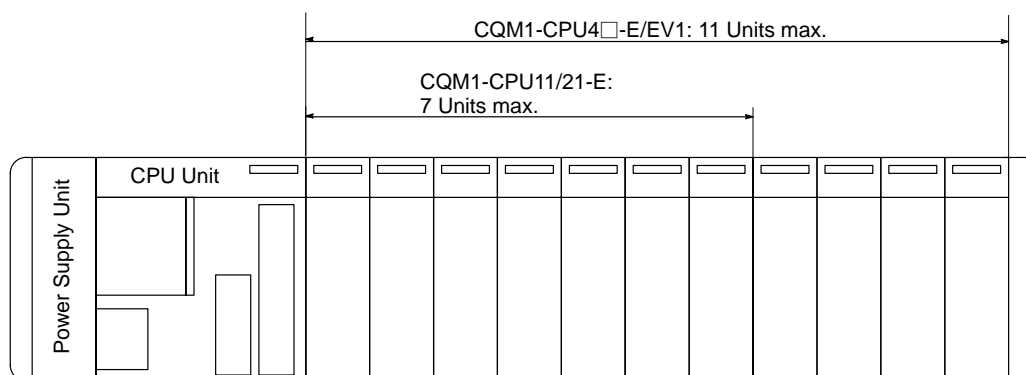 CQM1-CPU4□-E/EV1: 11 Units max.
CQM1-CPU11/21-E:
7 Units max.
CPU Unit
Power Supply Unit